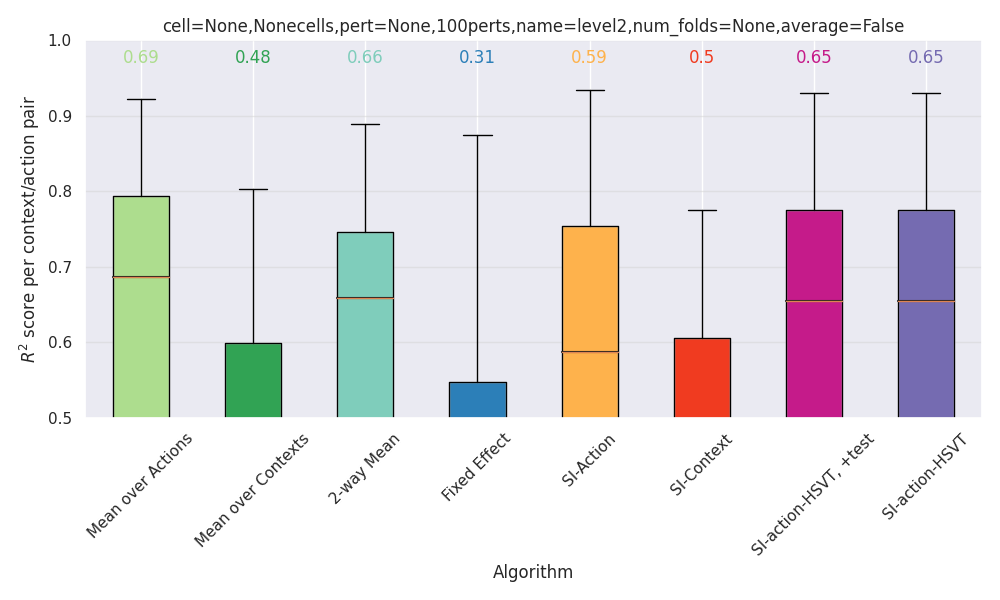 cell=None,Nonecells,pert=None,100perts,name=level2,num_folds=None,average=False
1.0
0.9
0.8
0.7
0.6
0.5
R² score per context/action pair
0.69
0.48
0.66
0.31
0.59
0.5
0.65
0.65
Mean over Actions
Mean over Contexts
2-way Mean
Fixed Effect
SI-Action
SI-Context
SI-action-HSVT, +test
SI-action-HSVT
Algorithm